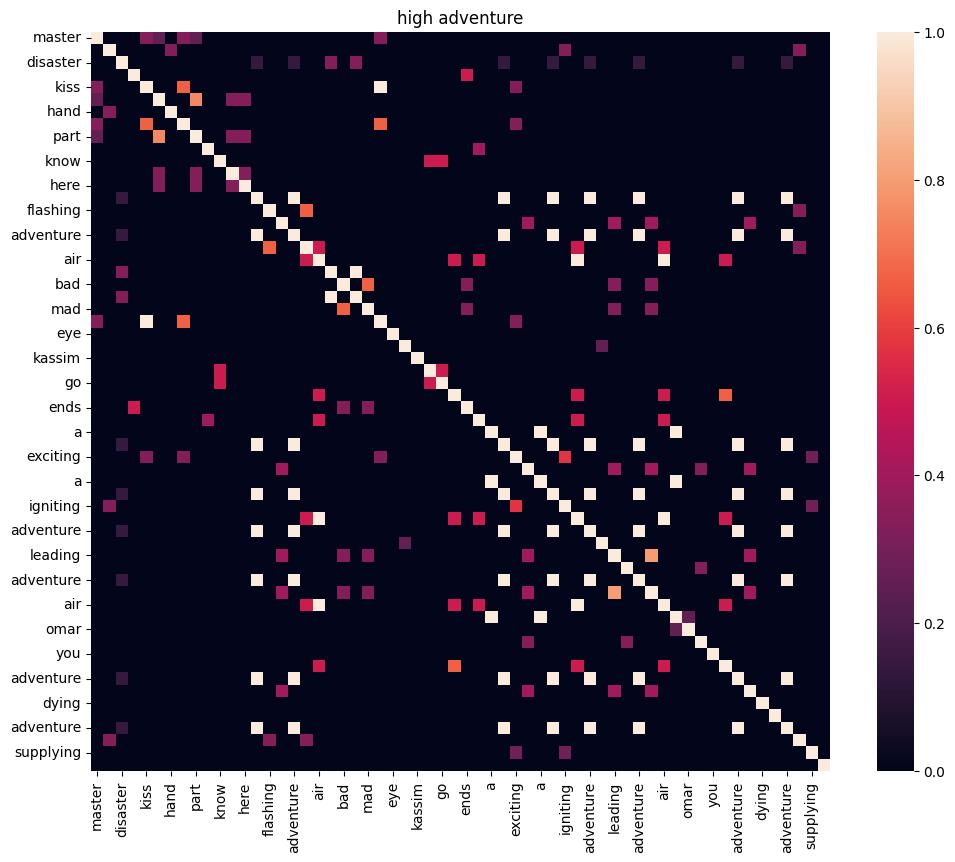 high adventure
master
disaster
kiss
hand
part
know
here
flashing
adventure
air
bad
mad
eye
kassim
go
ends
a
exciting
a
igniting
adventure
leading
adventure
air
omar
you
adventure
dying
adventure
supplying
1.0
0.8
0.6
0.4
0.2
0.0
master
disaster
kiss
hand
part
know
here
flashing
adventure
air
bad
mad
eye
kassim
go
ends
a
exciting
a
igniting
adventure
leading
adventure
air
omar
you
adventure
dying
adventure
supplying